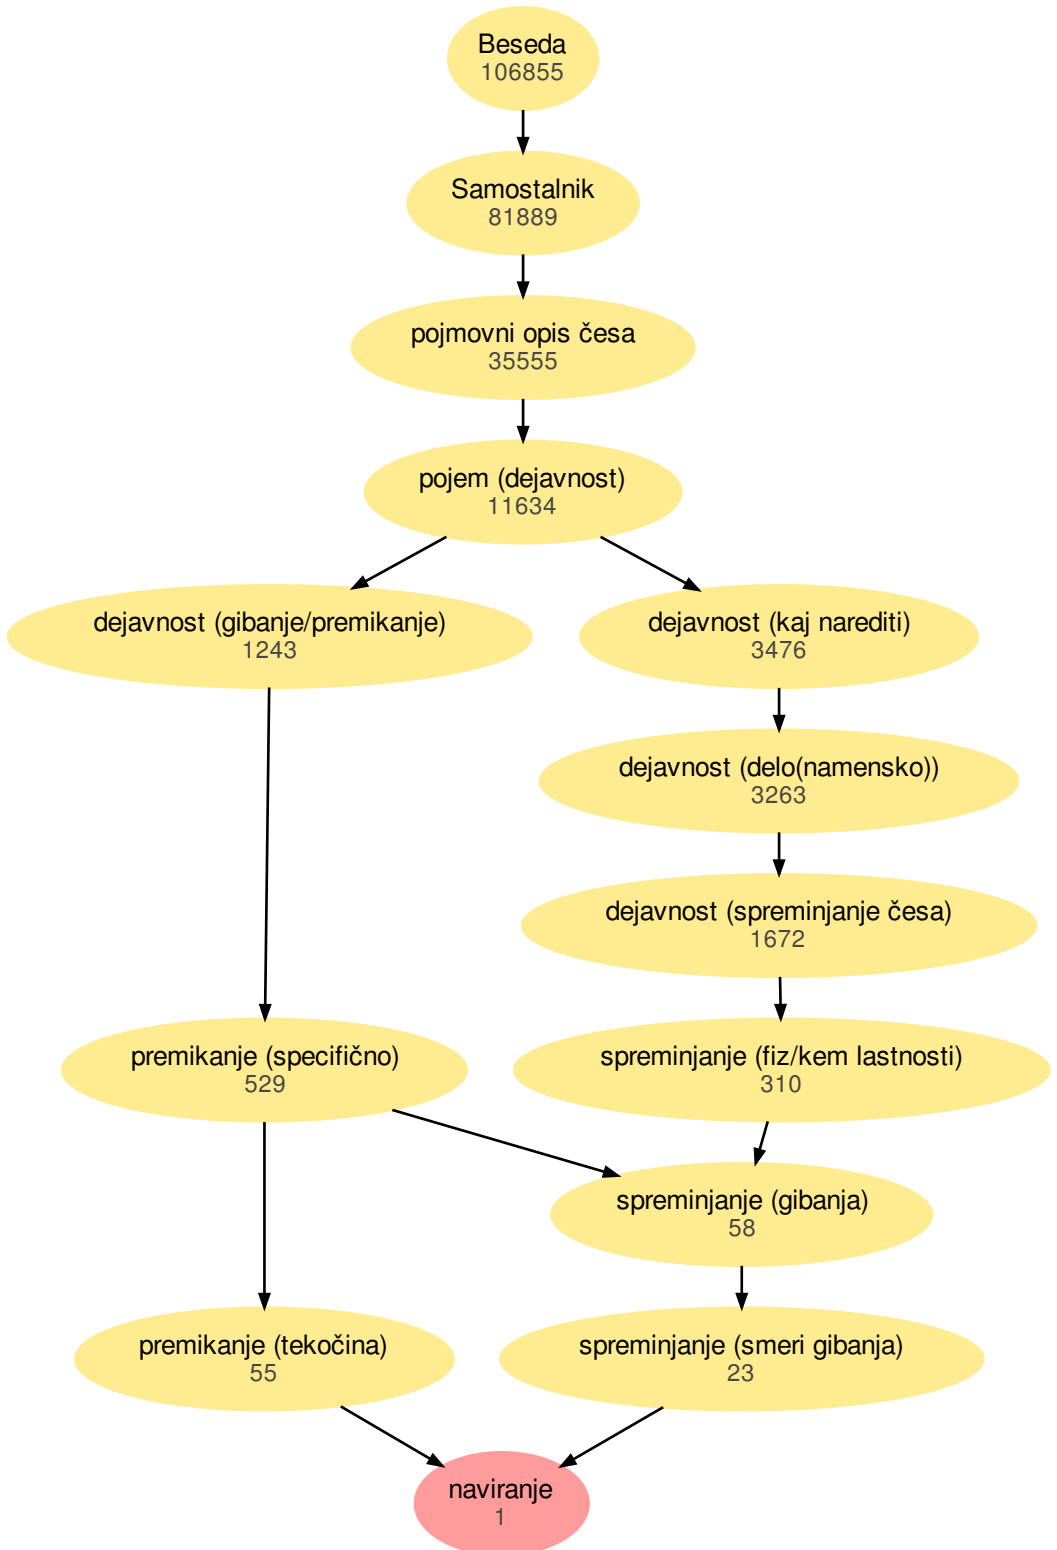 Beseda
106855
Samostalnik
81889
pojmovni opis česa
35555
pojem (dejavnost)
11634
dejavnost (gibanje/premikanje)
1243
dejavnost (kaj narediti)
3476
dejavnost (delo(namensko))
3263
dejavnost (spreminjanje česa)
1672
premikanje (specifično)
529
spreminjanje (fiz/kem lastnosti)
310
spreminjanje (gibanja)
58
premikanje (tekočina)
55
spreminjanje (smeri gibanja)
23
naviranje
1